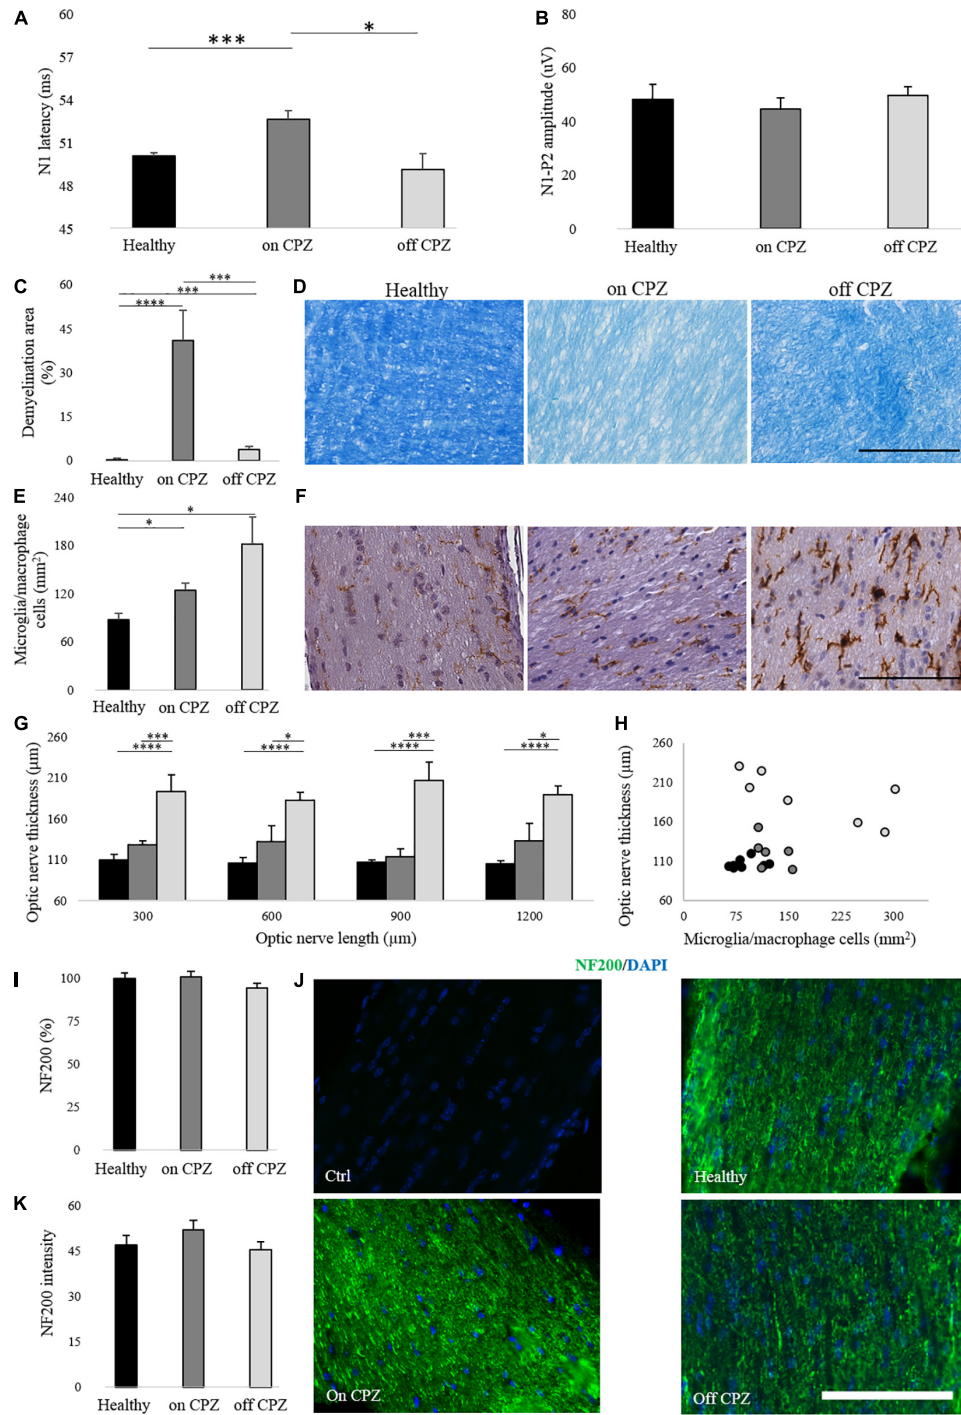 A
60
57
54
51
48
45
N1 latency (ms)
***
*
Healthy
on CPZ
off CPZ
B
80
60
40
20
0
N1-P2 amplitude (uV)
Healthy
on CPZ
off CPZ
C
60
45
30
15
0
Demyelination area
(%)
***
***
****
Healthy
on CPZ
off CPZ
D
Healthy
on CPZ
off CPZ
E
240
180
120
60
0
Microglia/macrophage
cells (mm²)
*
*
Healthy
on CPZ
off CPZ
F
G
260
210
160
110
60
Optic nerve thickness (µm)
***
****
*
****
***
****
*
****
300
600
900
1200
Optic nerve length (µm)
H
260
210
160
110
60
Optic nerve thickness (µm)
0
75
150
225
300
Microglia/macrophage cells (mm²)
I
100
75
50
25
0
NF200 (%)
Healthy
on CPZ
off CPZ
J
NF200/DAPI
Ctrl
Healthy
On CPZ
Off CPZ
K
60
45
30
15
0
NF200 intensity
Healthy
on CPZ
off CPZ